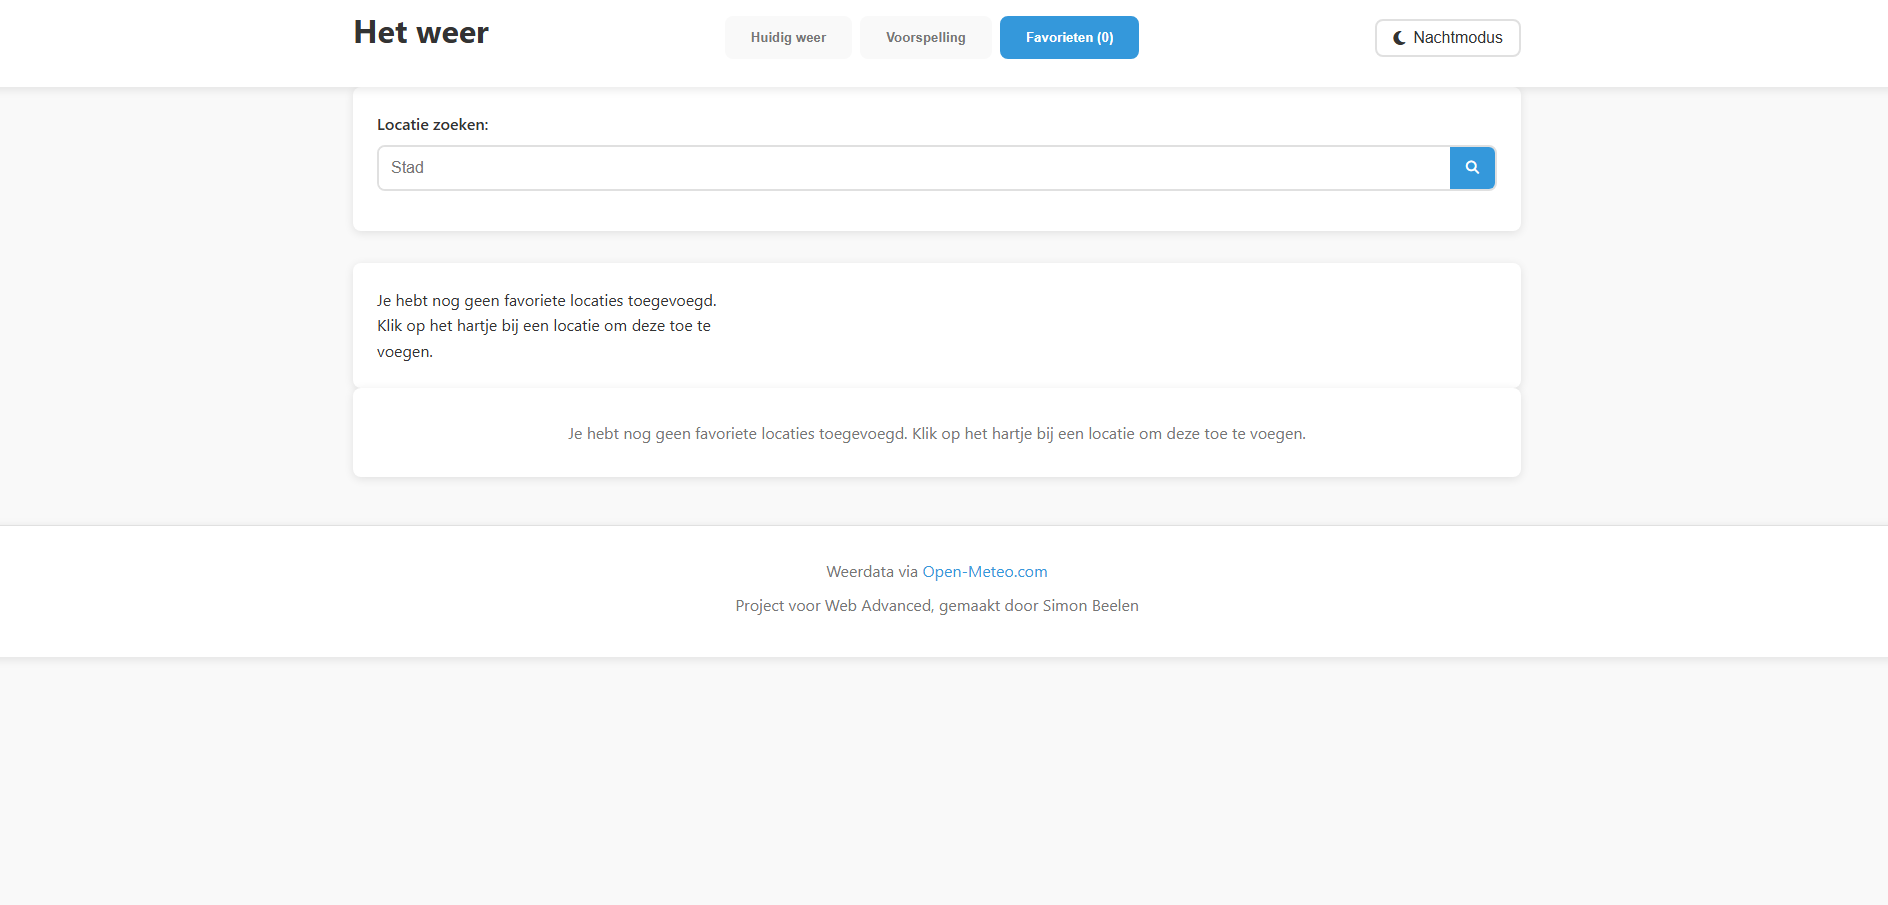 Het weer
Huidig weer
Voorspelling
Favorieten (0)
Nachtmodus
Locatie zoeken:
Stad
Je hebt nog geen favoriete locaties toegevoegd.
Klik op het hartje bij een locatie om deze toe te
voegen.
Je hebt nog geen favoriete locaties toegevoegd. Klik op het hartje bij een locatie om deze toe te voegen.
Weerdata via Open-Meteo.com
Project voor Web Advanced, gemaakt door Simon Beelen